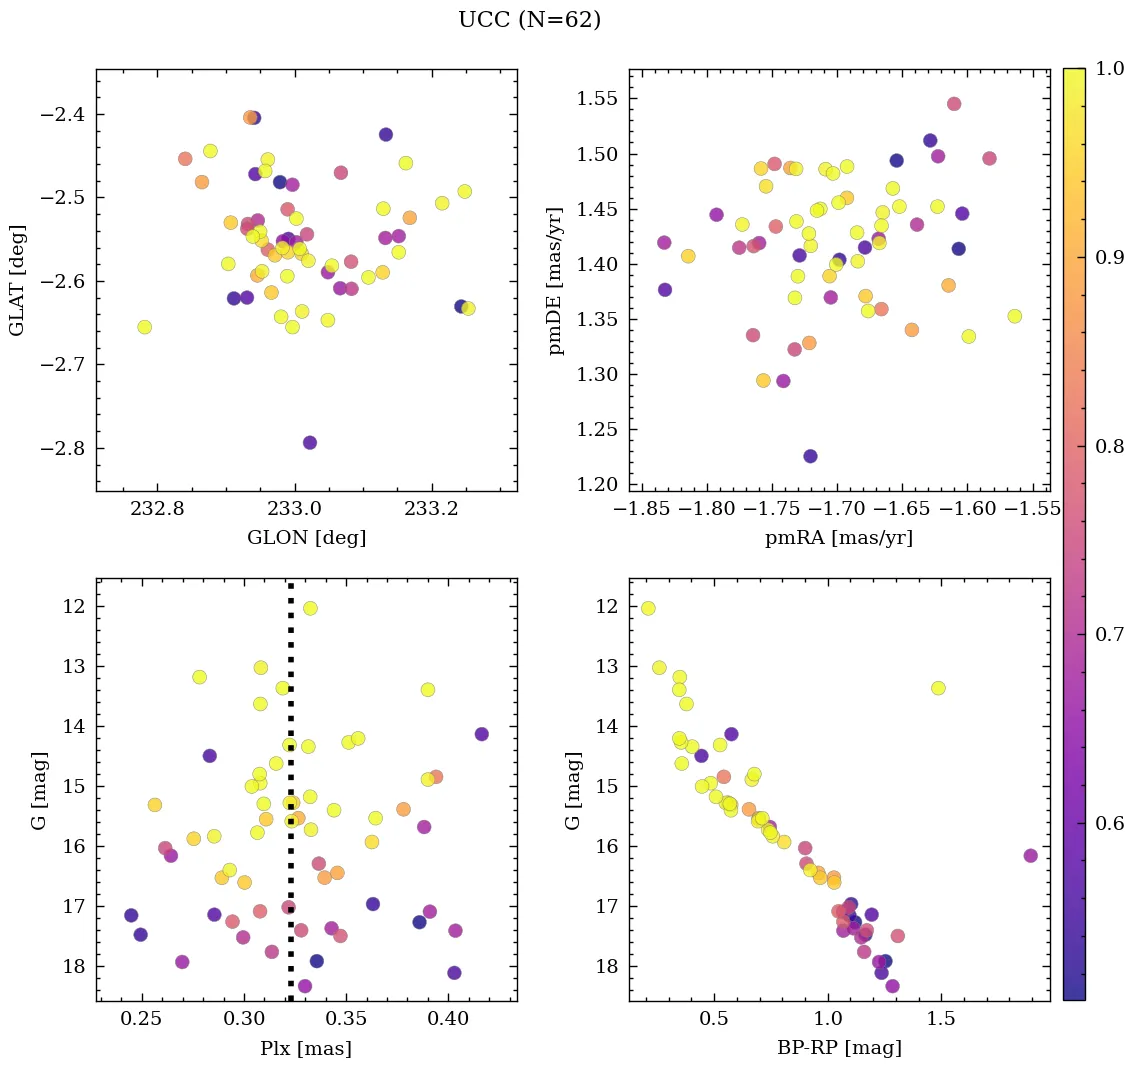 UCC (N=62)
−2.4
−2.5
−2.6
−2.7
−2.8
GLAT [deg]
232.8 233.0 233.2
GLON [deg]
1.55
1.50
1.45
1.40
1.35
1.30
1.25
1.20
pmDE [mas/yr]
−1.85 −1.80 −1.75 −1.70 −1.65 −1.60 −1.55
pmRA [mas/yr]
1.0
0.9
0.8
0.7
0.6
12
13
14
15
16
17
18
G [mag]
0.25 0.30 0.35 0.40
Plx [mas]
12
13
14
15
16
17
18
G [mag]
0.5 1.0 1.5
BP-RP [mag]